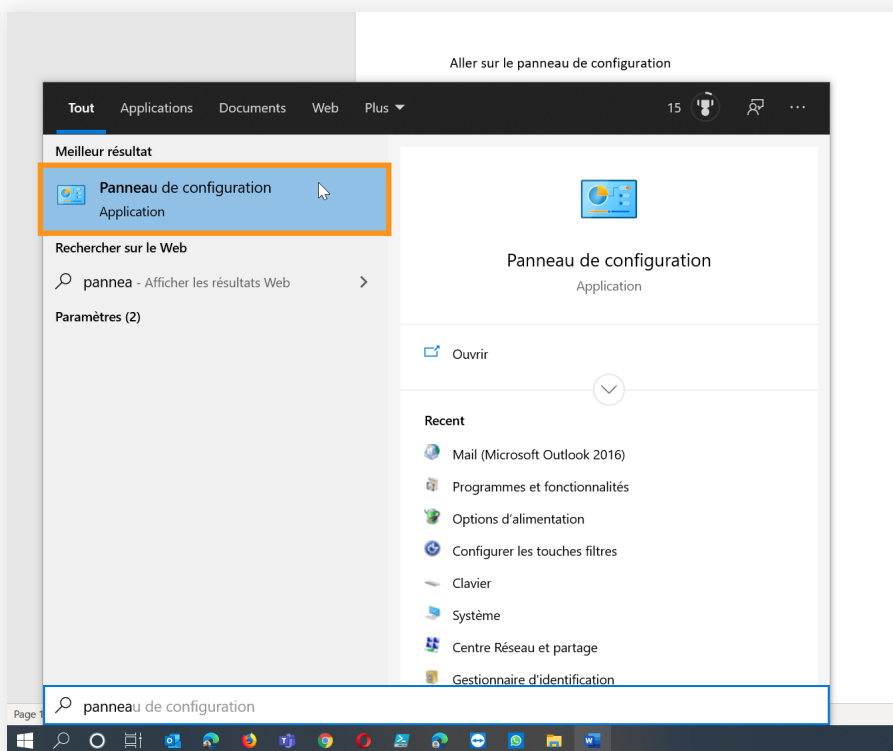 Aller sur le panneau de configuration
Tout Applications Documents Web Plus 15 ...
Meilleur résultat
Panneau de configuration
Application
Rechercher sur le Web
pannea - Afficher les résultats Web
Paramètres (2)
Panneau de configuration
Application
Ouvrir
Recent
Mail (Microsoft Outlook 2016)
Programmes et fonctionnalités
Options d'alimentation
Configurer les touches filtres
Clavier
Système
Centre Réseau et partage
Gestionnaire d'identification
panneau de configuration
Page 1